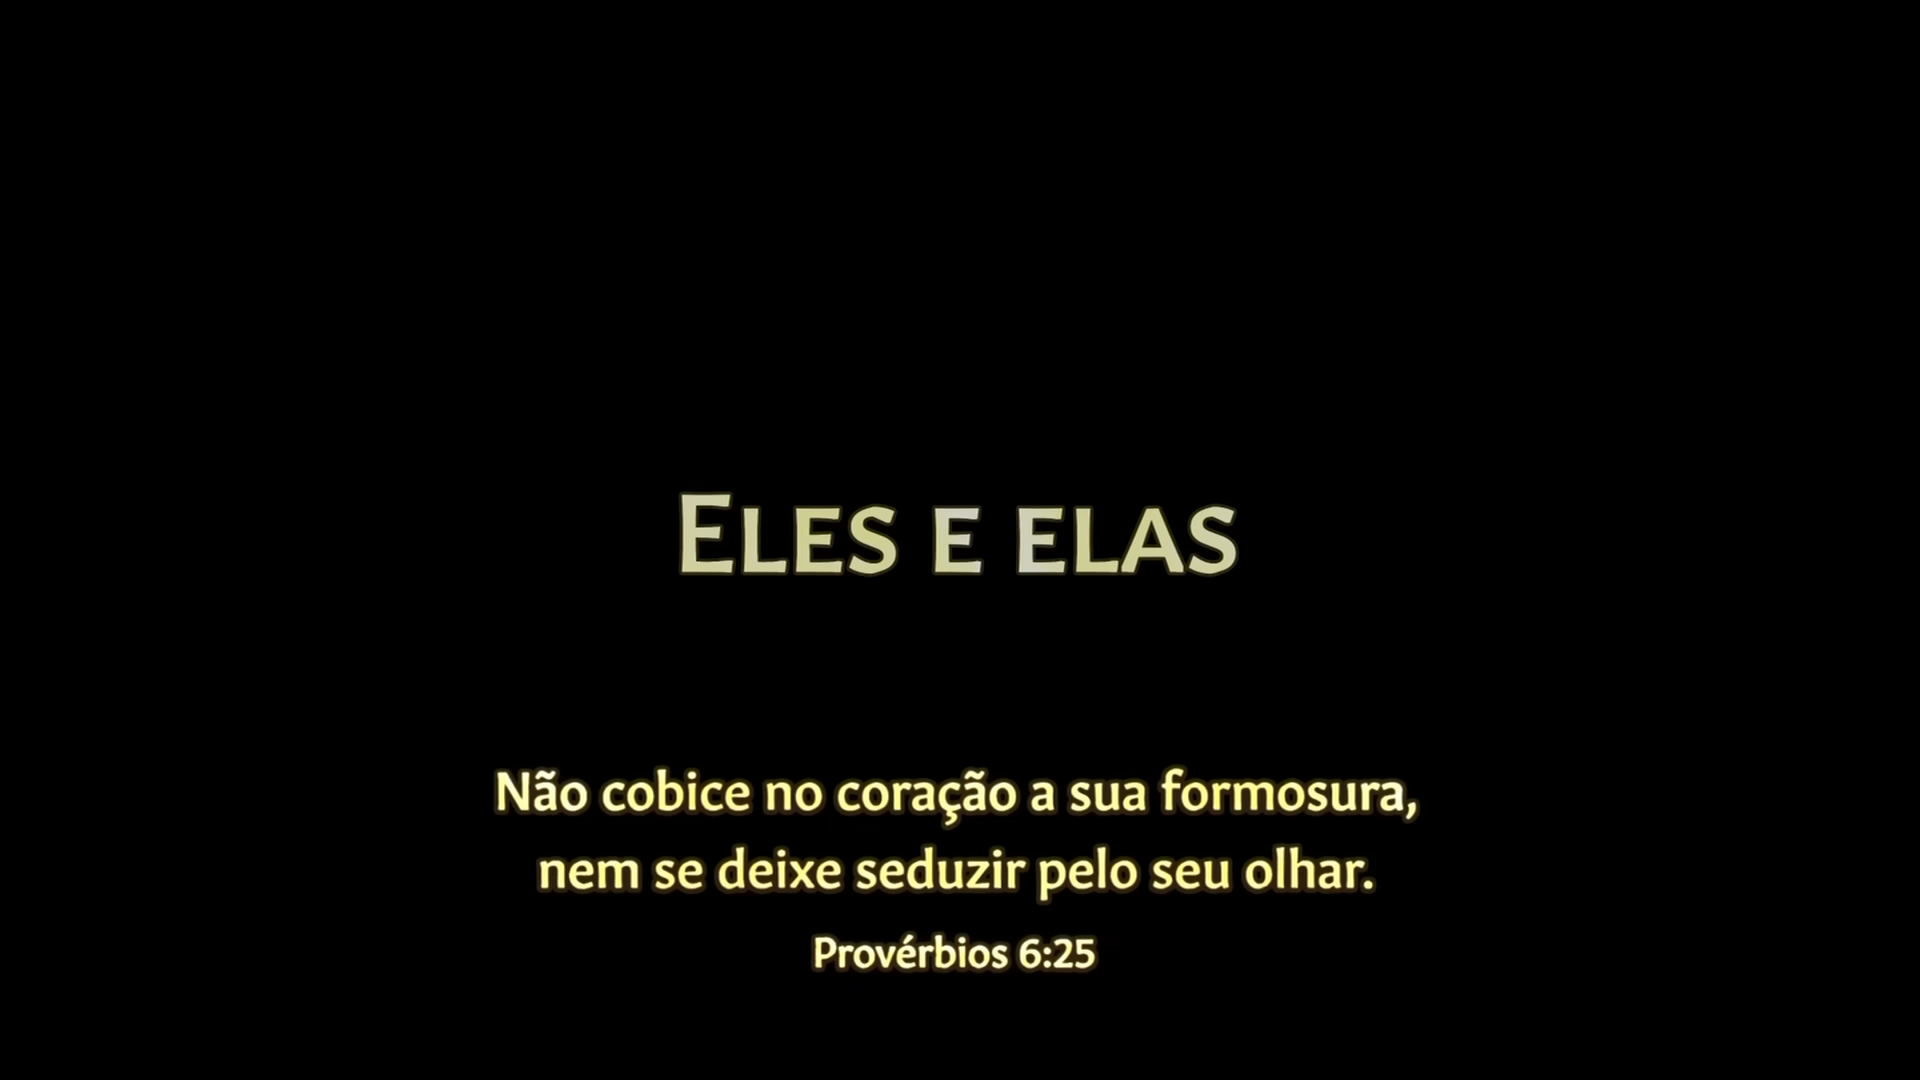 Eles e elas
Não cobice no coração a sua formosura,
nem se deixe seduzir pelo seu olhar.
Provérbios 6:25